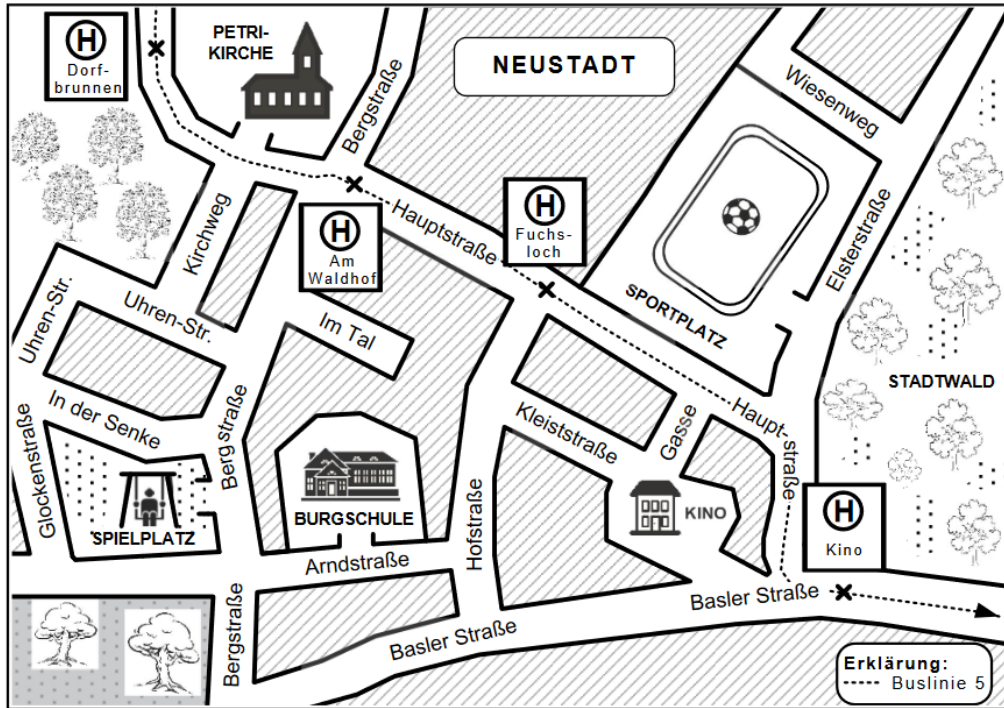 H
Dorf-
brunnen
PETRI-
KIRCHE
Bergstraße
NEUSTADT
Wiesenweg
Kirchweg
H
Am
Waldhof
Hauptstraße
H
Fuchs-
loch
Elsterstraße
SPORTPLATZ
Uhren-Str.
Uhren-Str.
Im Tal
STADTWALD
In der Senke
Kleiststraße
Gasse
Haupt-
straße
Glockenstraße
Bergstraße
SPIELPLATZ
BURGSCHULE
Hofstraße
KINO
H
Kino
Arndstraße
Bergstraße
Basler Straße
Basler Straße
Erklärung:
Buslinie 5